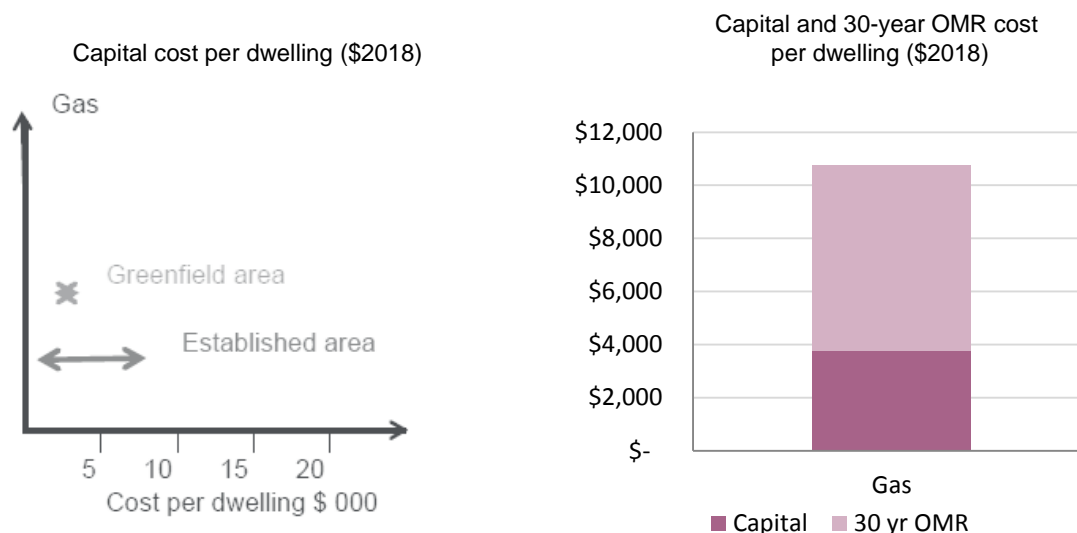 Capital cost per dwelling ($2018)
Gas
Greenfield area
Established area
5 10 15 20
Cost per dwelling $ 000
Capital and 30-year OMR cost
per dwelling ($2018)
$12,000
$10,000
$8,000
$6,000
$4,000
$2,000
$-
Gas
Capital 30 yr OMR